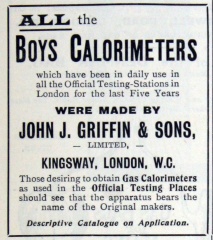 ALL the
BOYS CALORIMETERS
which have been in daily use in
all the Official Testing-Stations in
London for the last Five Years
WERE MADE BY
JOHN J. GRIFFIN & SONS,
— LIMITED, —
KINGSWAY, LONDON, W.C.
Those desiring to obtain Gas Calorimeters
as used in the Official Testing Places
should see that the apparatus bears the
name of the Original makers.
Descriptive Catalogue on Application.